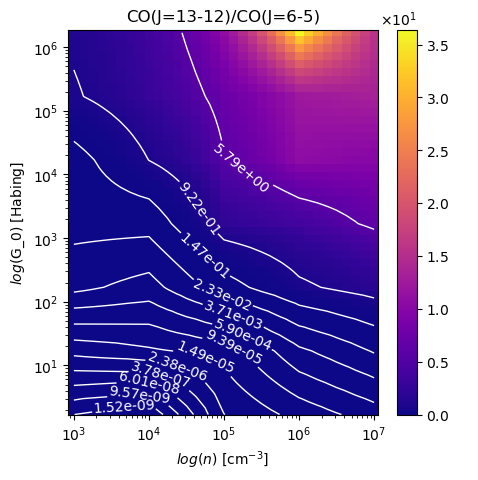 CO(J=13-12)/CO(J=6-5)
×10¹
10⁶
10⁵
10⁴
10³
10²
10¹
log(G_0) [Habing]
5.79e+00
9.22e-01
1.47e-01
2.33e-02
3.71e-03
5.90e-04
9.39e-05
1.49e-05
2.38e-06
3.78e-07
6.01e-08
9.57e-09
1.52e-09
3.5
3.0
2.5
2.0
1.5
1.0
0.5
0.0
10³ 10⁴ 10⁵ 10⁶ 10⁷
log(n) [cm⁻³]